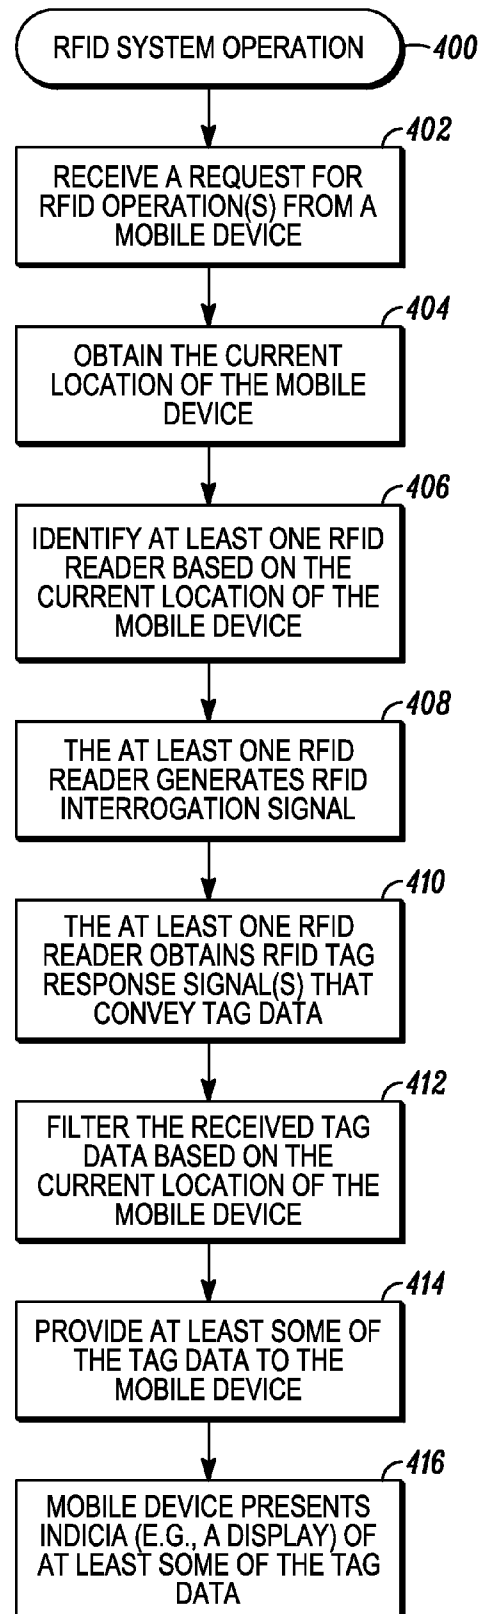 RFID SYSTEM OPERATION
400
402
RECEIVE A REQUEST FOR
RFID OPERATION(S) FROM A
MOBILE DEVICE
404
OBTAIN THE CURRENT
LOCATION OF THE MOBILE
DEVICE
406
IDENTIFY AT LEAST ONE RFID
READER BASED ON THE
CURRENT LOCATION OF THE
MOBILE DEVICE
408
THE AT LEAST ONE RFID
READER GENERATES RFID
INTERROGATION SIGNAL
410
THE AT LEAST ONE RFID
READER OBTAINS RFID TAG
RESPONSE SIGNAL(S) THAT
CONVEY TAG DATA
412
FILTER THE RECEIVED TAG
DATA BASED ON THE
CURRENT LOCATION OF THE
MOBILE DEVICE
414
PROVIDE AT LEAST SOME OF
THE TAG DATA TO THE
MOBILE DEVICE
416
MOBILE DEVICE PRESENTS
INDICIA (E.G., A DISPLAY) OF
AT LEAST SOME OF THE TAG
DATA